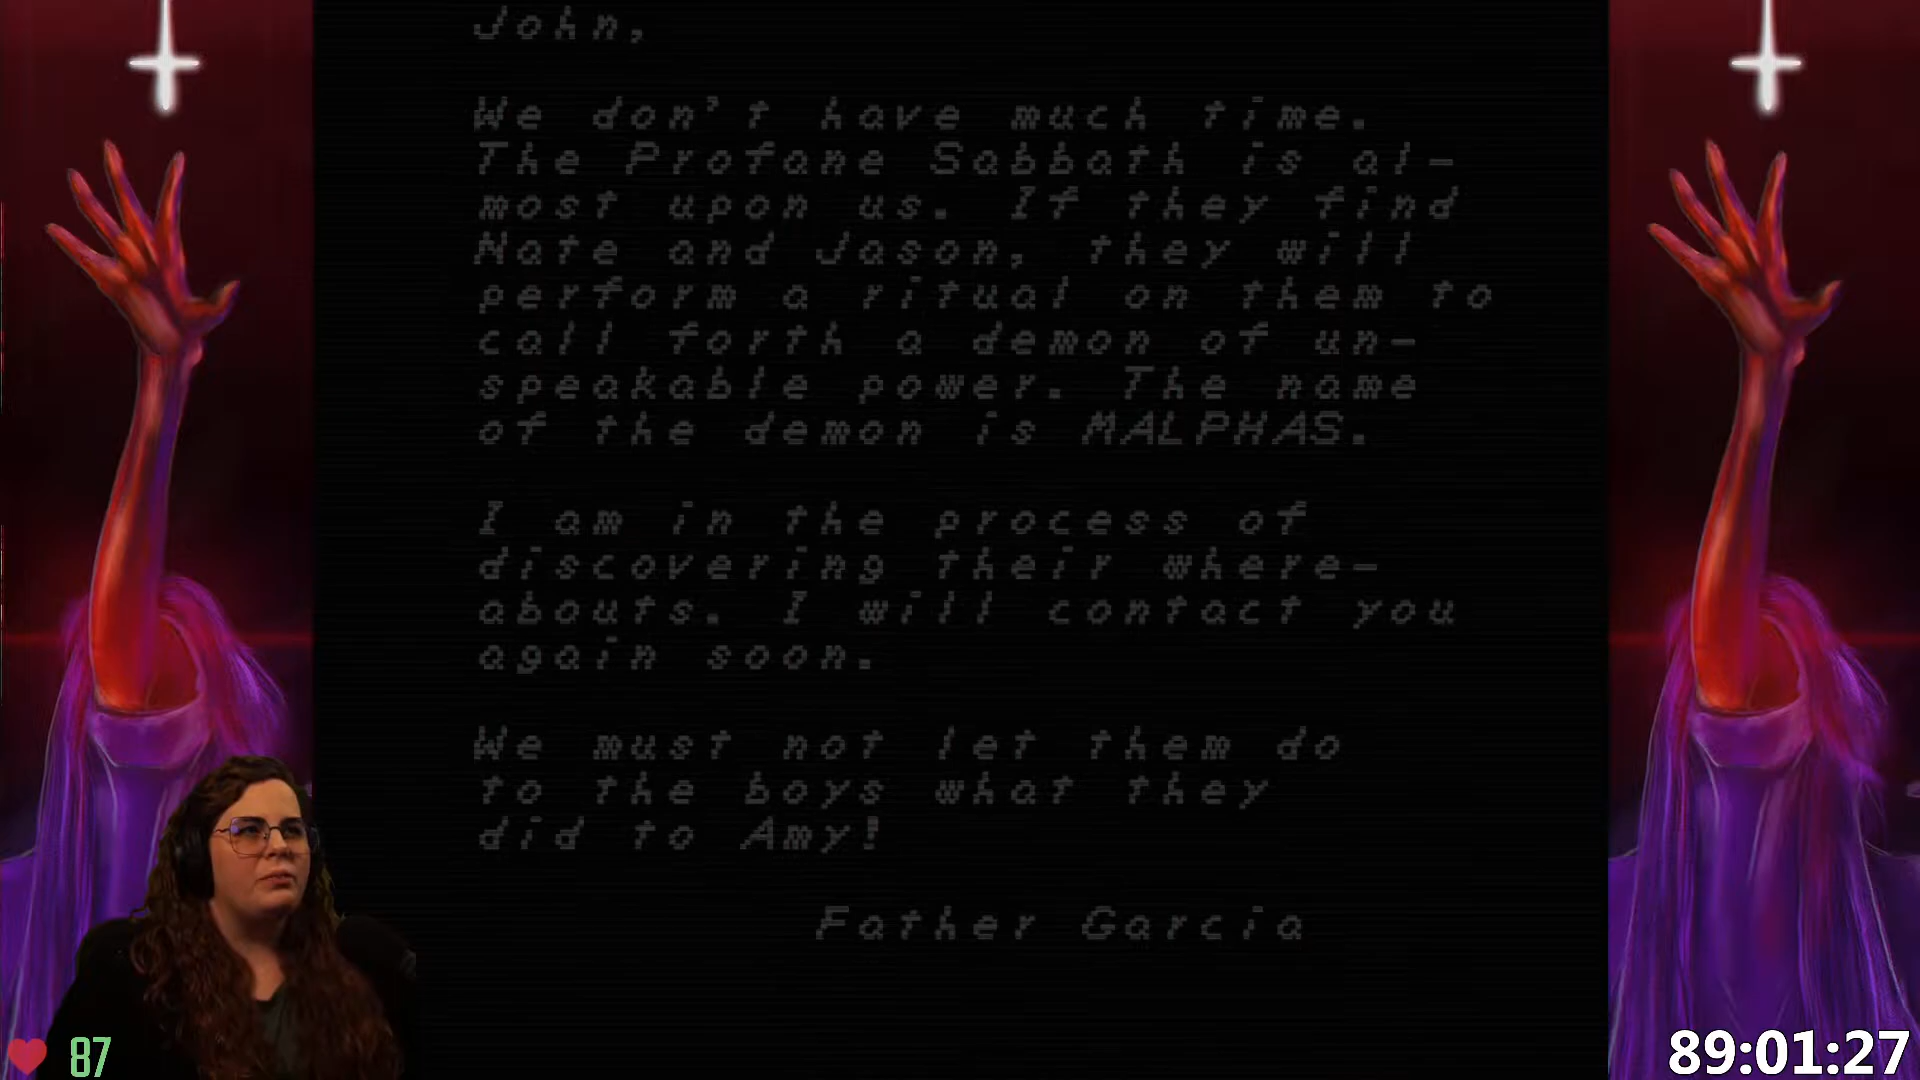 John,
We don't have much time.
The Profane Sabbath is al-
most upon us. If they find
Nate and Jason, they will
perform a ritual on them to
call forth a demon of un-
speakable power. The name
of the demon is MALPHAS.
I am in the process of
discovering their where-
abouts. I will contact you
again soon.
We must not let them do
to the boys what they
did to Amy!
Father Garcia
87
89:01:27